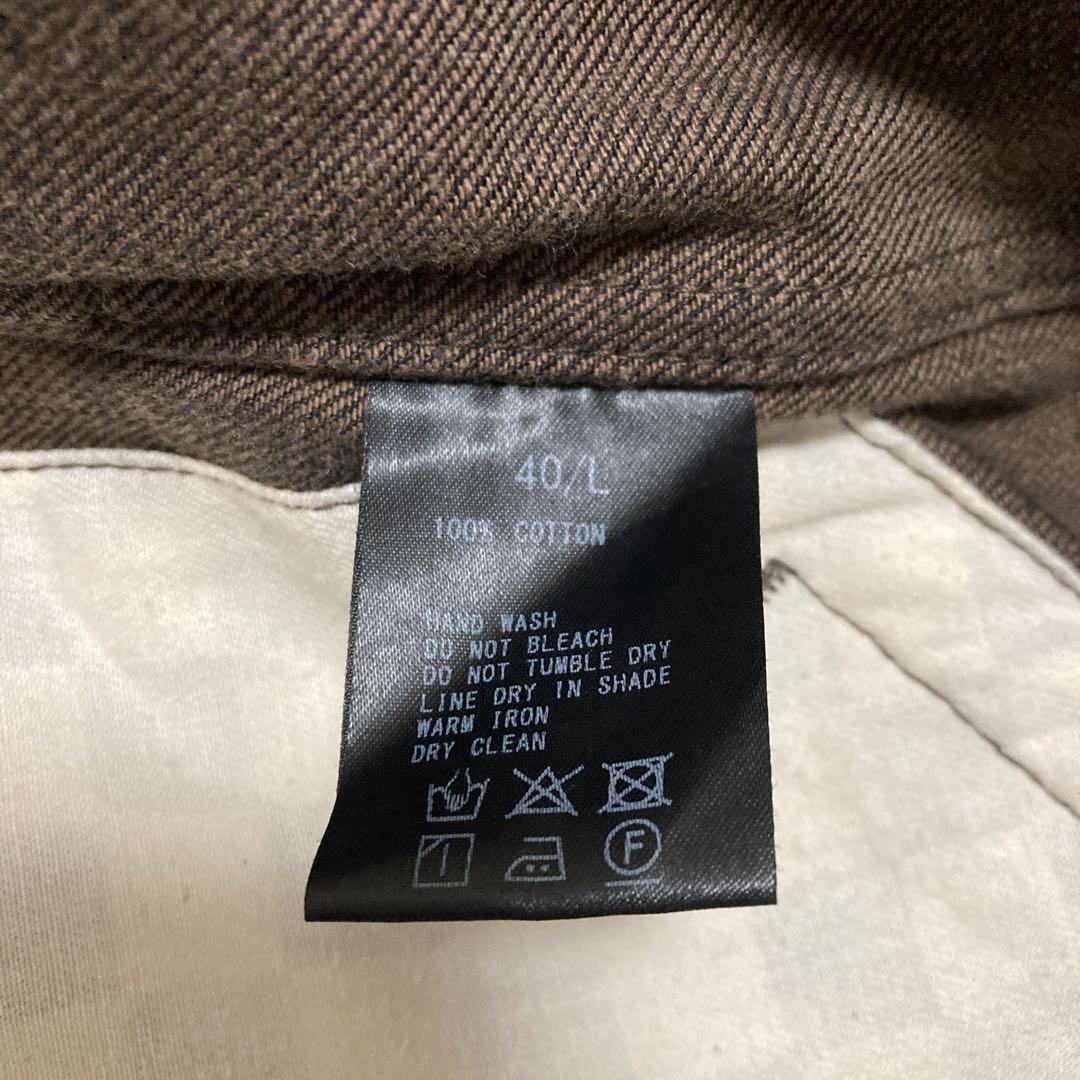 40/L
100% COTTON
HAND WASH
DO NOT BLEACH
DO NOT TUMBLE DRY
LINE DRY IN SHADE
WARM IRON
DRY CLEAN
F